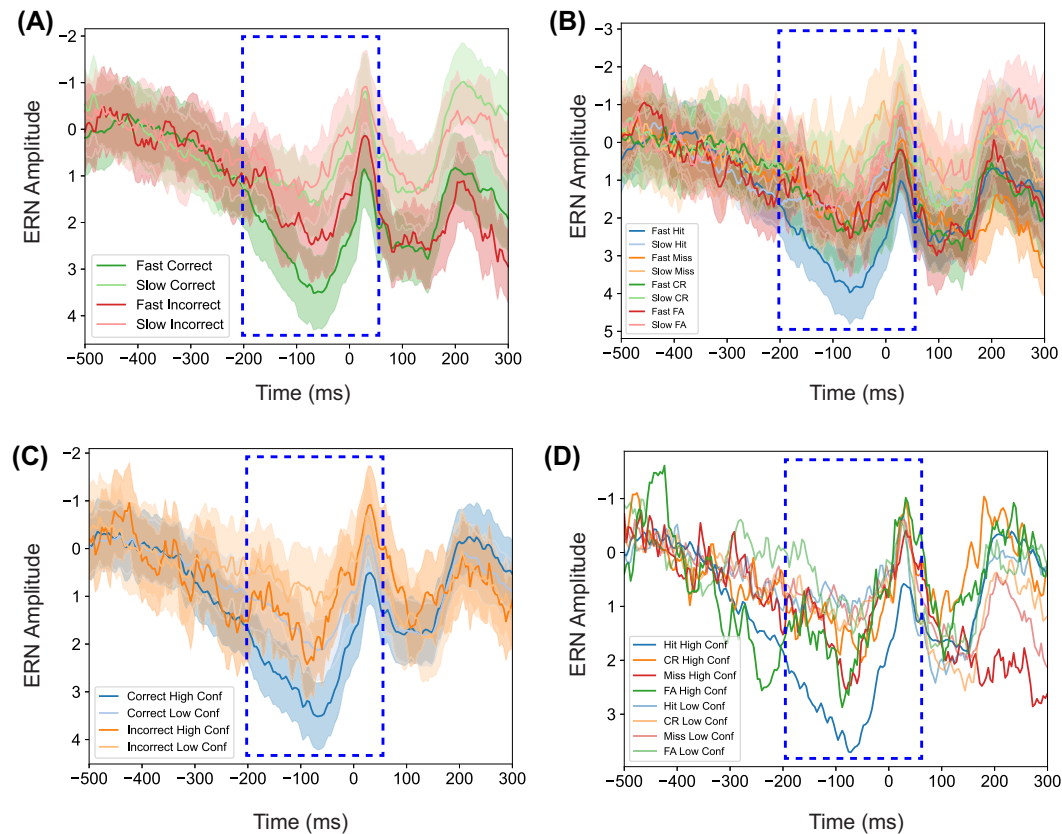 (A)
−2
−1
0
1
2
3
4
ERN Amplitude
Fast Correct
Slow Correct
Fast Incorrect
Slow Incorrect
−500 −400 −300 −200 −100 0 100 200 300
Time (ms)
(B)
−3
−2
−1
0
1
2
3
4
5
ERN Amplitude
Fast Hit
Slow Hit
Fast Miss
Slow Miss
Fast CR
Slow CR
Fast FA
Slow FA
−500 −400 −300 −200 −100 0 100 200 300
Time (ms)
(C)
−2
−1
0
1
2
3
4
ERN Amplitude
Correct High Conf
Correct Low Conf
Incorrect High Conf
Incorrect Low Conf
−500 −400 −300 −200 −100 0 100 200 300
Time (ms)
(D)
−1
0
1
2
3
ERN Amplitude
Hit High Conf
CR High Conf
Miss High Conf
FA High Conf
Hit Low Conf
CR Low Conf
Miss Low Conf
FA Low Conf
−500 −400 −300 −200 −100 0 100 200 300
Time (ms)